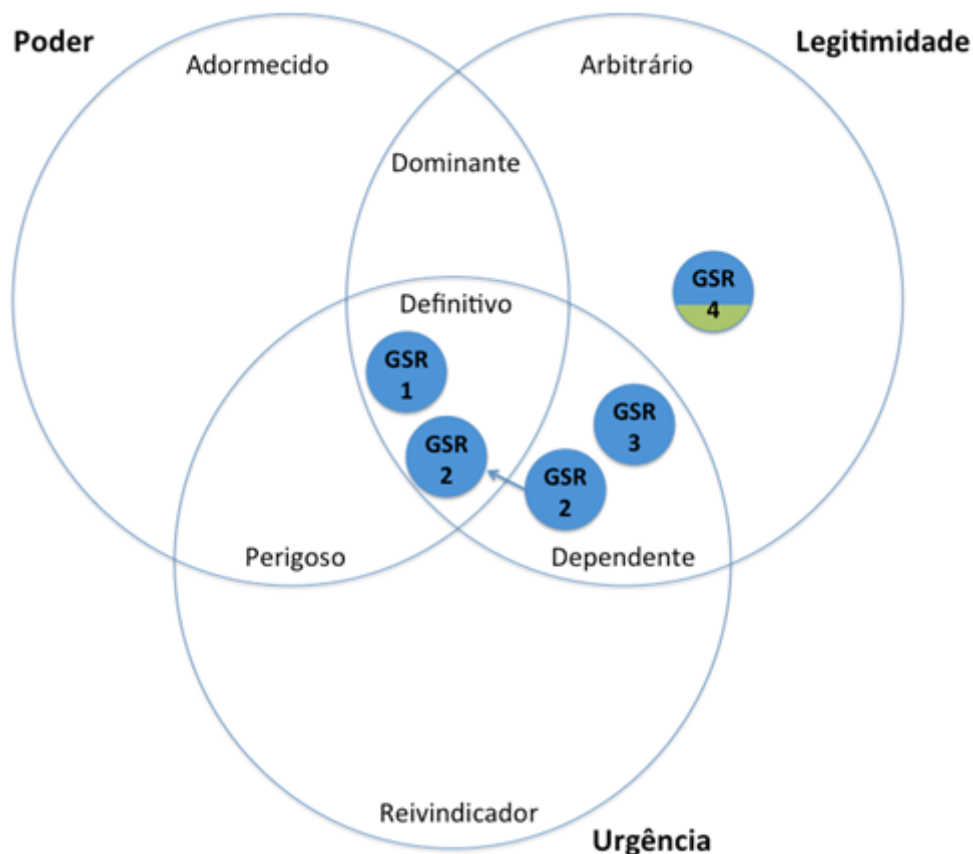 Poder
Legitimidade
Adormecido
Arbitrário
Dominante
GSR
4
Definitivo
GSR
1
GSR
3
GSR
2
GSR
2
Perigoso
Dependente
Reivindicador
Urgência